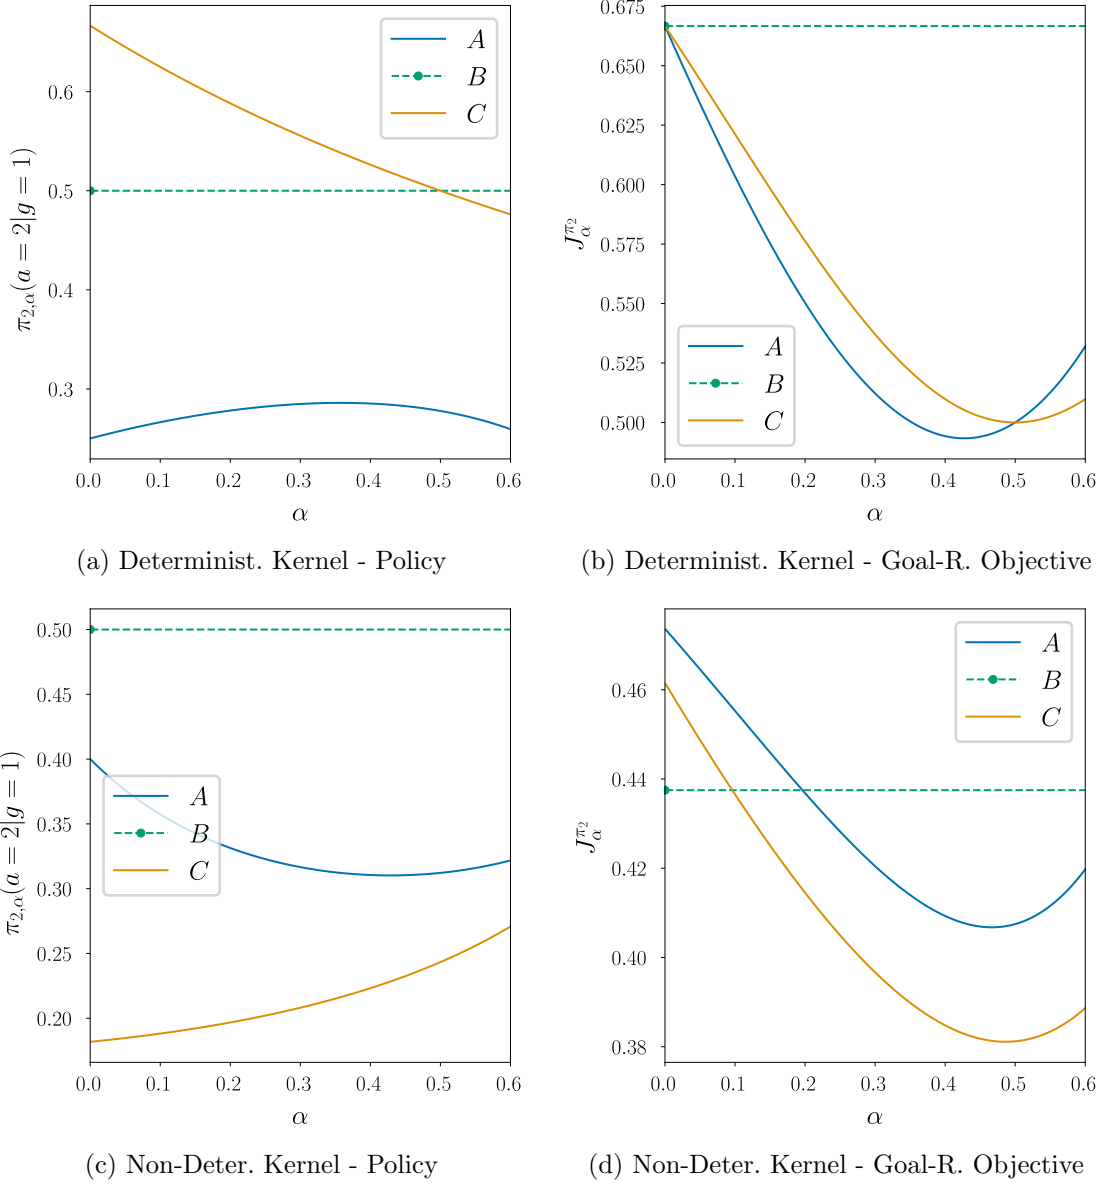 0.6
0.5
0.4
0.3
π₂,α(a = 2|g = 1)
A
B
C
0.0 0.1 0.2 0.3 0.4 0.5 0.6
α
(a) Determinist. Kernel - Policy
0.675
0.650
0.625
0.600
0.575
0.550
0.525
0.500
J_α^{π₂}
A
B
C
0.0 0.1 0.2 0.3 0.4 0.5 0.6
α
(b) Determinist. Kernel - Goal-R. Objective
0.50
0.45
0.40
0.35
0.30
0.25
0.20
π₂,α(a = 2|g = 1)
A
B
C
0.0 0.1 0.2 0.3 0.4 0.5 0.6
α
(c) Non-Deter. Kernel - Policy
0.46
0.44
0.42
0.40
0.38
J_α^{π₂}
A
B
C
0.0 0.1 0.2 0.3 0.4 0.5 0.6
α
(d) Non-Deter. Kernel - Goal-R. Objective